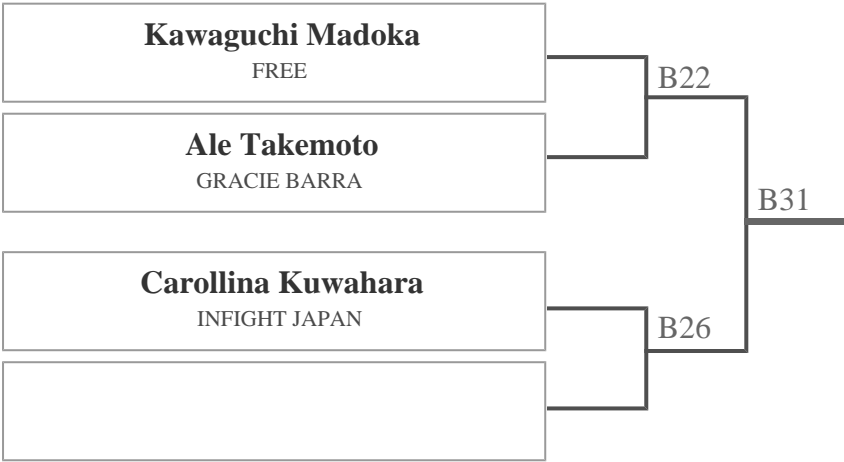 Kawaguchi Madoka
FREE
B22
Ale Takemoto
GRACIE BARRA
B31
Carollina Kuwahara
INFIGHT JAPAN
B26